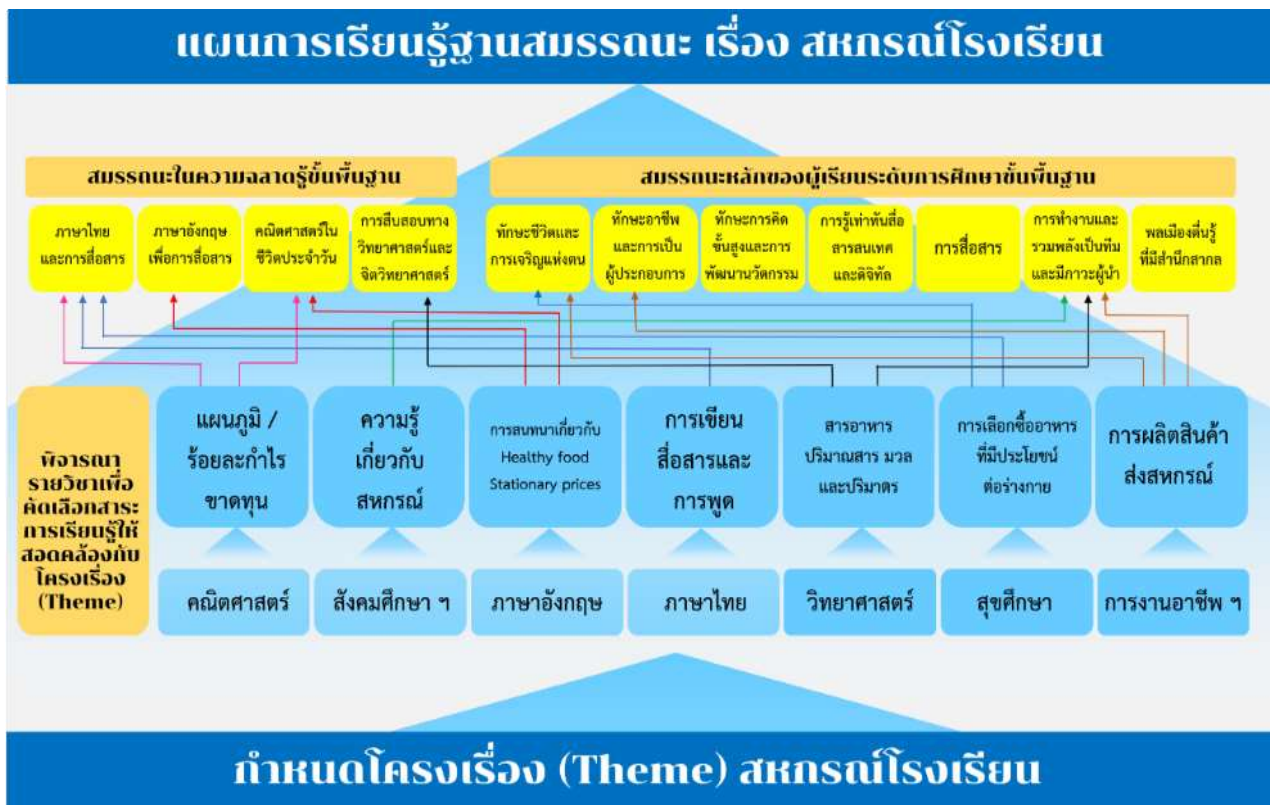 แผนการเรียนรู้ฐานสมรรถนะ เรื่อง สหกรณ์โรงเรียน
สมรรถนะในความฉลาดรู้ขั้นพื้นฐาน
สมรรถนะหลักของผู้เรียนระดับการศึกษาขั้นพื้นฐาน
ภาษาไทย
และการสื่อสาร
ภาษาอังกฤษ
เพื่อการสื่อสาร
คณิตศาสตร์ใน
ชีวิตประจำวัน
การสืบสอบทาง
วิทยาศาสตร์และ
จิตวิทยาศาสตร์
ทักษะชีวิตและ
การเจริญแห่งตน
ทักษะอาชีพ
และการเป็น
ผู้ประกอบการ
ทักษะการคิด
ขั้นสูงและการ
พัฒนานวัตกรรม
การรู้เท่าทันสื่อ
สารสนเทศ
และดิจิทัล
การสื่อสาร
การทำงานและ
รวมพลังเป็นทีม
และมีภาวะผู้นำ
พลเมืองตื่นรู้
ที่มีสำนึกสากล
พิจารณา
รายวิชาเพื่อ
คัดเลือกสาระ
การเรียนรู้ให้
สอดคล้องกับ
โครงเรื่อง
(Theme)
แผนภูมิ /
ร้อยละกำไร
ขาดทุน
ความรู้
เกี่ยวกับ
สหกรณ์
การสนทนาเกี่ยวกับ
Healthy food
Stationary prices
การเขียน
สื่อสารและ
การพูด
สารอาหาร
ปริมาณสาร มวล
และปริมาตร
การเลือกซื้ออาหาร
ที่มีประโยชน์
ต่อร่างกาย
การผลิตสินค้า
ส่งสหกรณ์
คณิตศาสตร์
สังคมศึกษา ฯ
ภาษาอังกฤษ
ภาษาไทย
วิทยาศาสตร์
สุขศึกษา
การงานอาชีพ ฯ
กำหนดโครงเรื่อง (Theme) สหกรณ์โรงเรียน